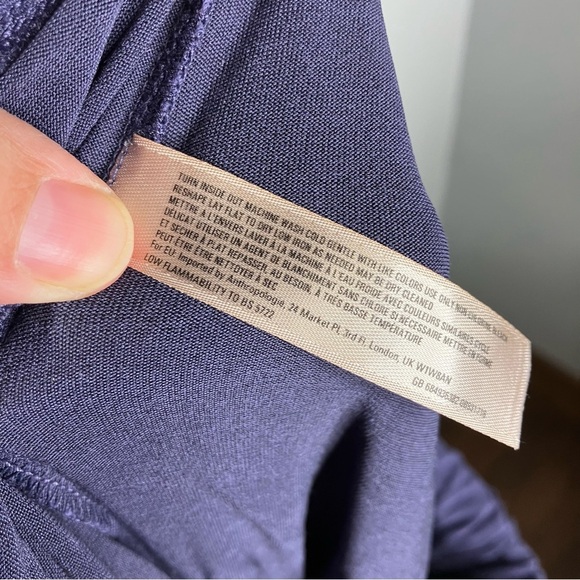 TURN INSIDE OUT MACHINE WASH COLD GENTLE WITH LIKE COLORS USE ONLY NON-CHLORINE BLEACH
RESHAPE LAY FLAT TO DRY LOW IRON AS NEEDED MAY BE DRY CLEANED
METTRE À L'ENVERS LAVER À LA MACHINE À L'EAU FROIDE AVEC COULEURS SIMILAIRES CYCLE
DÉLICAT UTILISER UN AGENT DE BLANCHIMENT SANS CHLORE SI NÉCESSAIRE METTRE EN FORME
ET SÉCHER À PLAT REPASSER, AU BESOIN, À TRÈS BASSE TEMPÉRATURE
PEUT ÊTRE ÊTRE NETTOYER À SEC
For EU: Imported by Anthropologie, 24 Market Pl, 3rd Fl, London, UK W1W8AN
LOW FLAMMABILITY TO BS 5722
GB